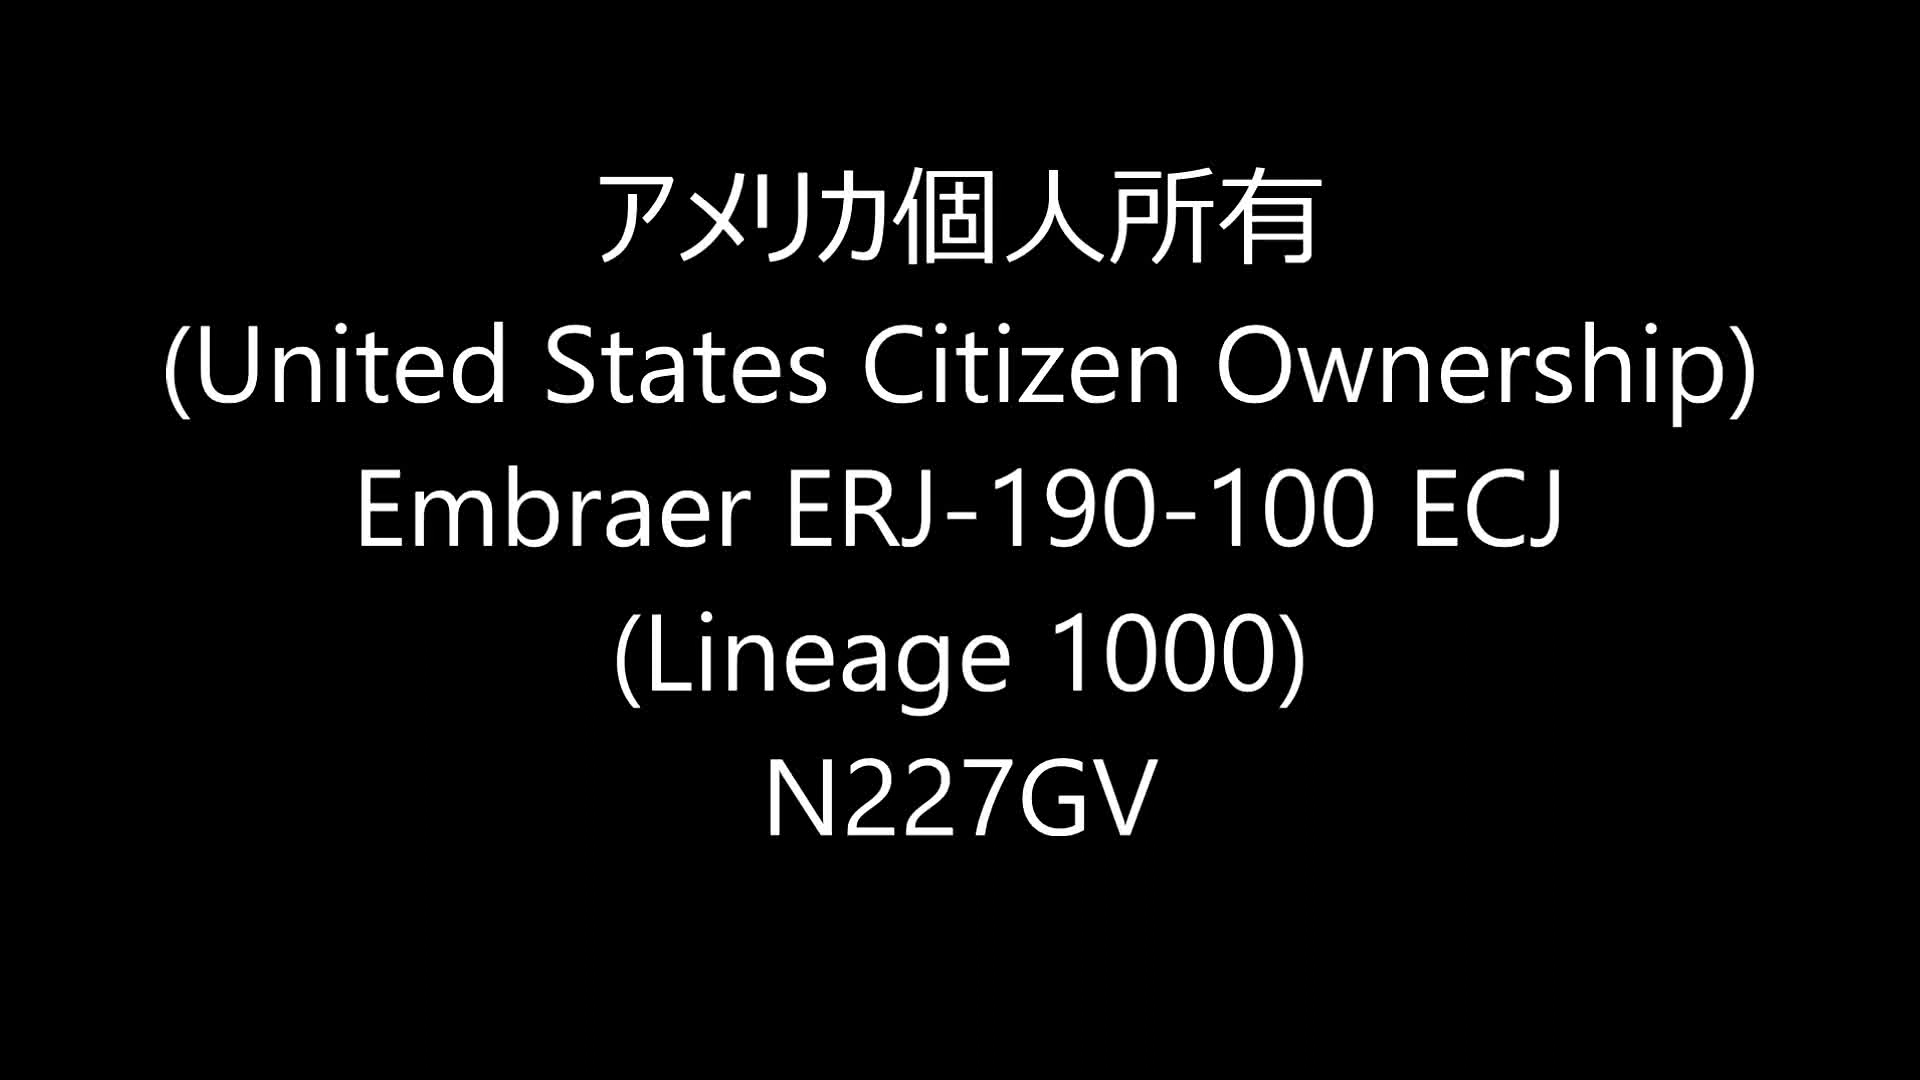 アメリカ個人所有
(United States Citizen Ownership)
Embraer ERJ-190-100 ECJ
(Lineage 1000)
N227GV